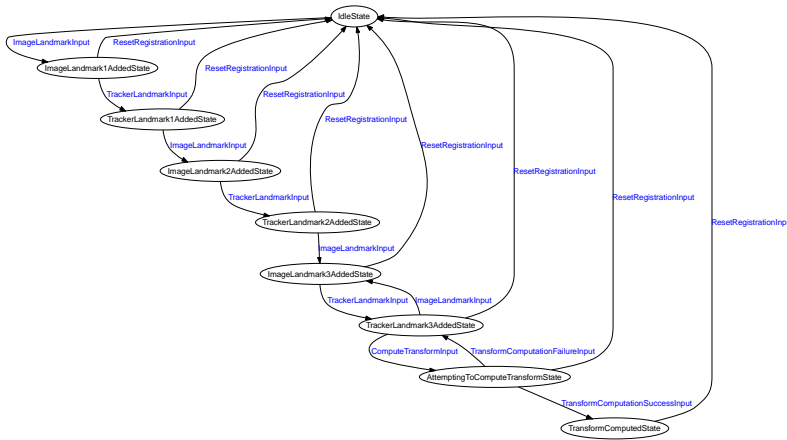 IdleState
ImageLandmarkInput
ResetRegistrationInput
ImageLandmark1AddedState
ResetRegistrationInput
TrackerLandmarkInput
ResetRegistrationInput
TrackerLandmark1AddedState
ResetRegistrationInput
ImageLandmarkInput
ResetRegistrationInput
ImageLandmark2AddedState
ResetRegistrationInput
TrackerLandmarkInput
ResetRegistrationInput
TrackerLandmark2AddedState
ResetRegistrationInp
ImageLandmarkInput
ImageLandmark3AddedState
TrackerLandmarkInput
ImageLandmarkInput
TrackerLandmark3AddedState
ComputeTransformInput
TransformComputationFailureInput
AttemptingToComputeTransformState
TransformComputationSuccessInput
TransformComputedState